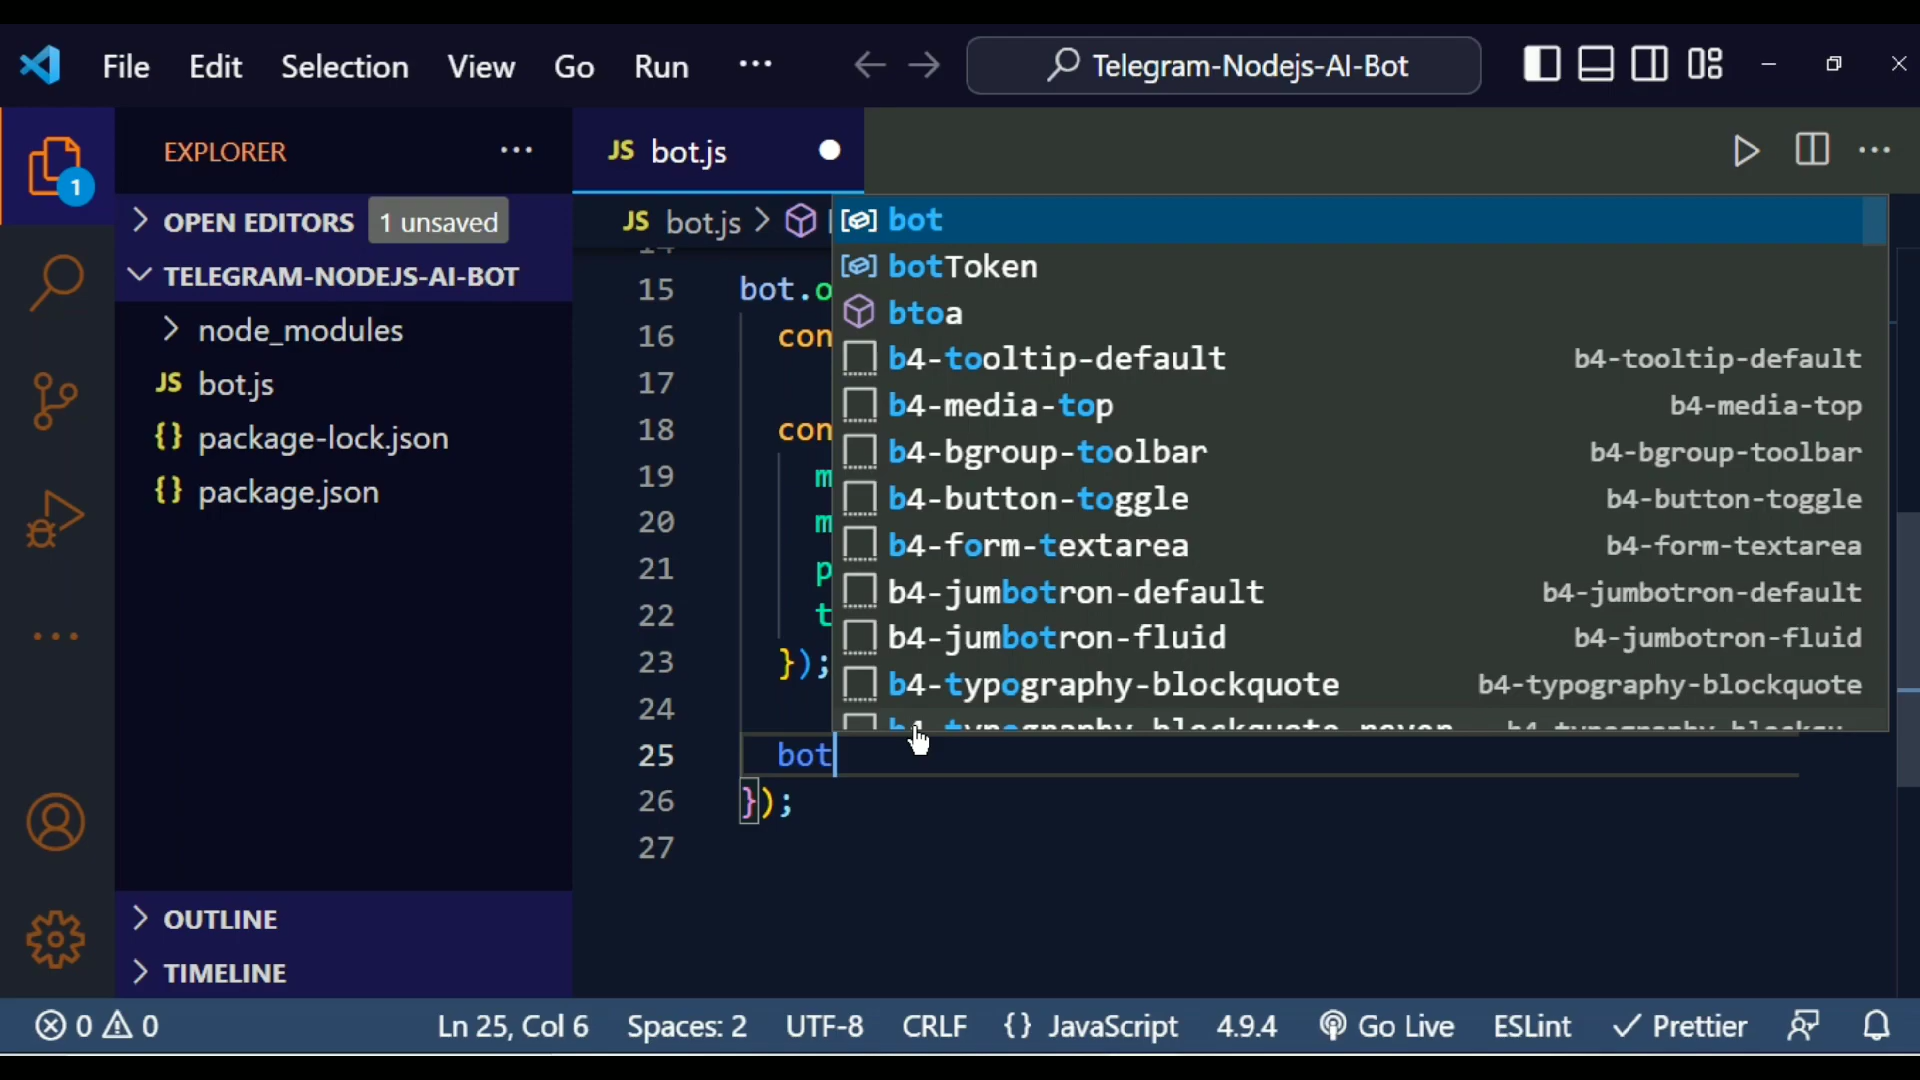 File Edit Selection View Go Run ··· Telegram-Nodejs-AI-Bot
EXPLORER ···
JS bot.js
1
OPEN EDITORS 1 unsaved
JS bot.js
TELEGRAM-NODEJS-AI-BOT
node_modules
JS bot.js
{} package-lock.json
{} package.json
OUTLINE
TIMELINE
15 bot.o
16 con
17
18 con
19 m
20 m
21 p
22 t
23 });
24
25 bot
26 });
27
bot
botToken
btoa
b4-tooltip-default b4-tooltip-default
b4-media-top b4-media-top
b4-bgroup-toolbar b4-bgroup-toolbar
b4-button-toggle b4-button-toggle
b4-form-textarea b4-form-textarea
b4-jumbotron-default b4-jumbotron-default
b4-jumbotron-fluid b4-jumbotron-fluid
b4-typography-blockquote b4-typography-blockquote
0 0 Ln 25, Col 6 Spaces: 2 UTF-8 CRLF {} JavaScript 4.9.4 Go Live ESLint Prettier